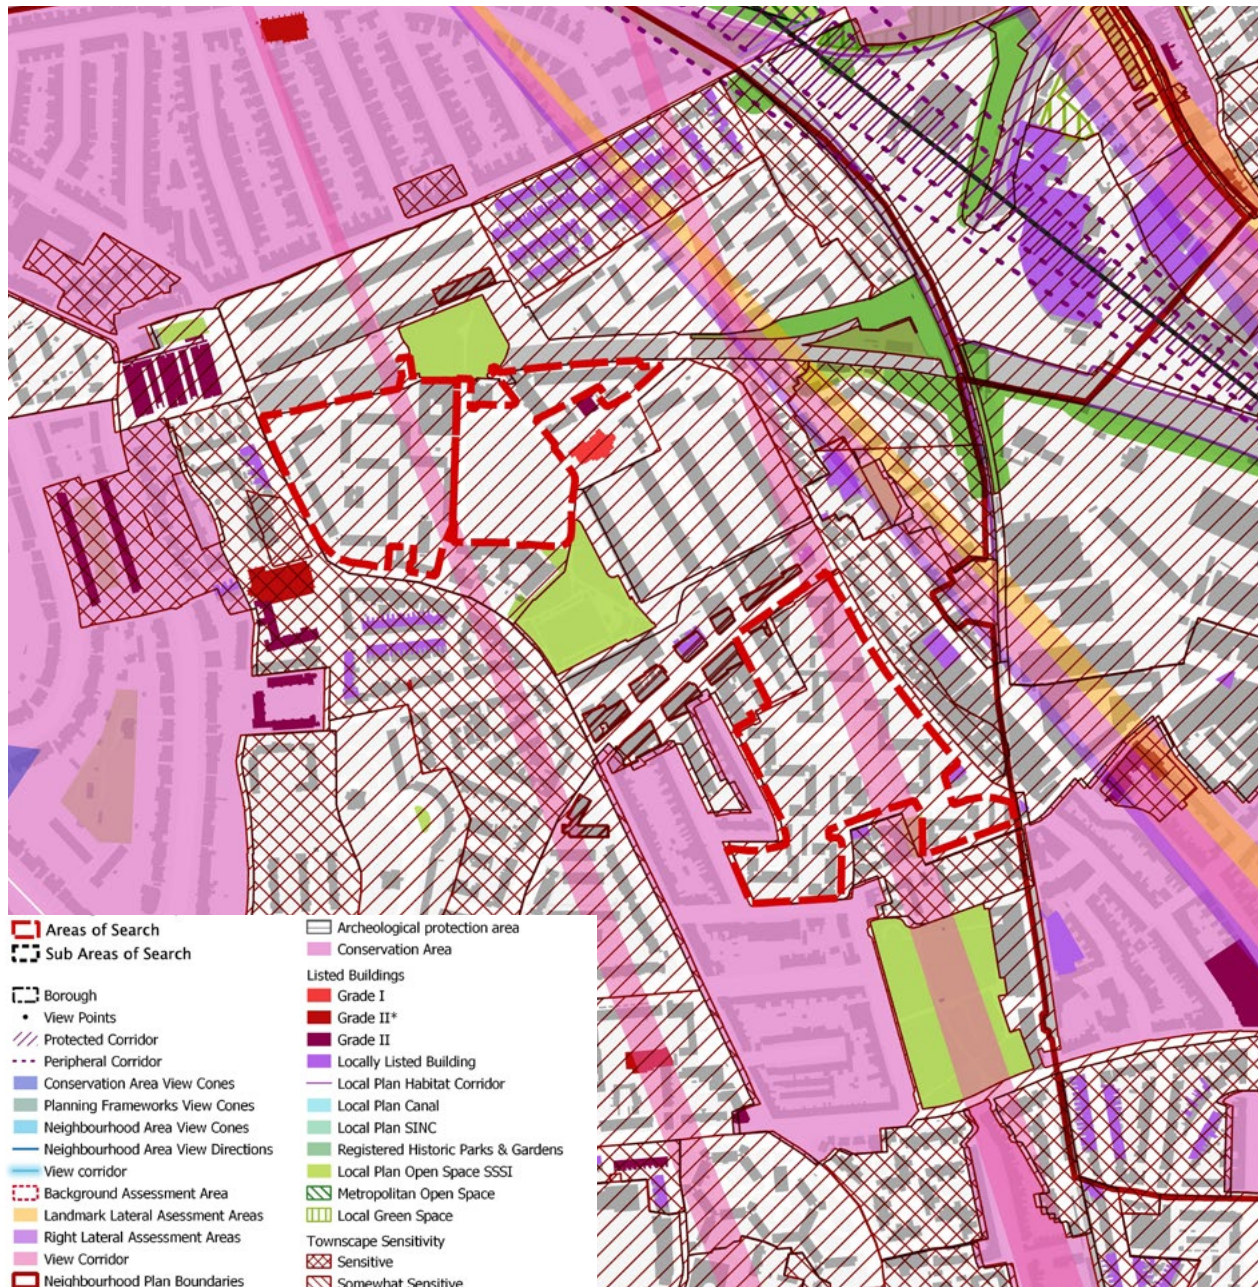 Areas of Search
Sub Areas of Search
Borough
View Points
Protected Corridor
Peripheral Corridor
Conservation Area View Cones
Planning Frameworks View Cones
Neighbourhood Area View Cones
Neighbourhood Area View Directions
View corridor
Background Assessment Area
Landmark Lateral Asessment Areas
Right Lateral Assessment Areas
View Corridor
Neighbourhood Plan Boundaries
Archeological protection area
Conservation Area
Listed Buildings
Grade I
Grade II*
Grade II
Locally Listed Building
Local Plan Habitat Corridor
Local Plan Canal
Local Plan SINC
Registered Historic Parks & Gardens
Local Plan Open Space SSSI
Metropolitan Open Space
Local Green Space
Townscape Sensitivity
Sensitive
Somewhat Sensitive